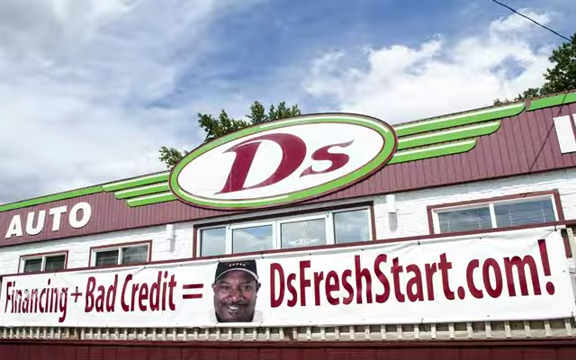 Ds
AUTO
Financing + Bad Credit = DsFreshStart.com!